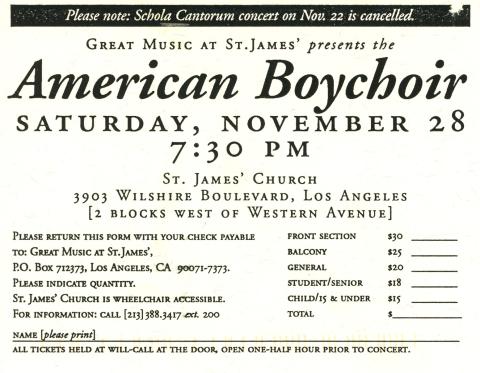 Please note: Schola Cantorum concert on Nov. 22 is cancelled.
Great Music at St. James' presents the
American Boychoir
Saturday, November 28
7:30 PM
St. James' Church
3903 Wilshire Boulevard, Los Angeles
[2 blocks west of Western Avenue]
Please return this form with your check payable
to: Great Music at St. James',
P.O. Box 712373, Los Angeles, CA 90071-7373.
Please indicate quantity.
St. James' Church is wheelchair accessible.
For information: call [213] 388.3417 ext. 200
front section $30
balcony $25
general $20
student/senior $18
child/15 & under $15
total $
name [please print]
all tickets held at will-call at the door, open one-half hour prior to concert.